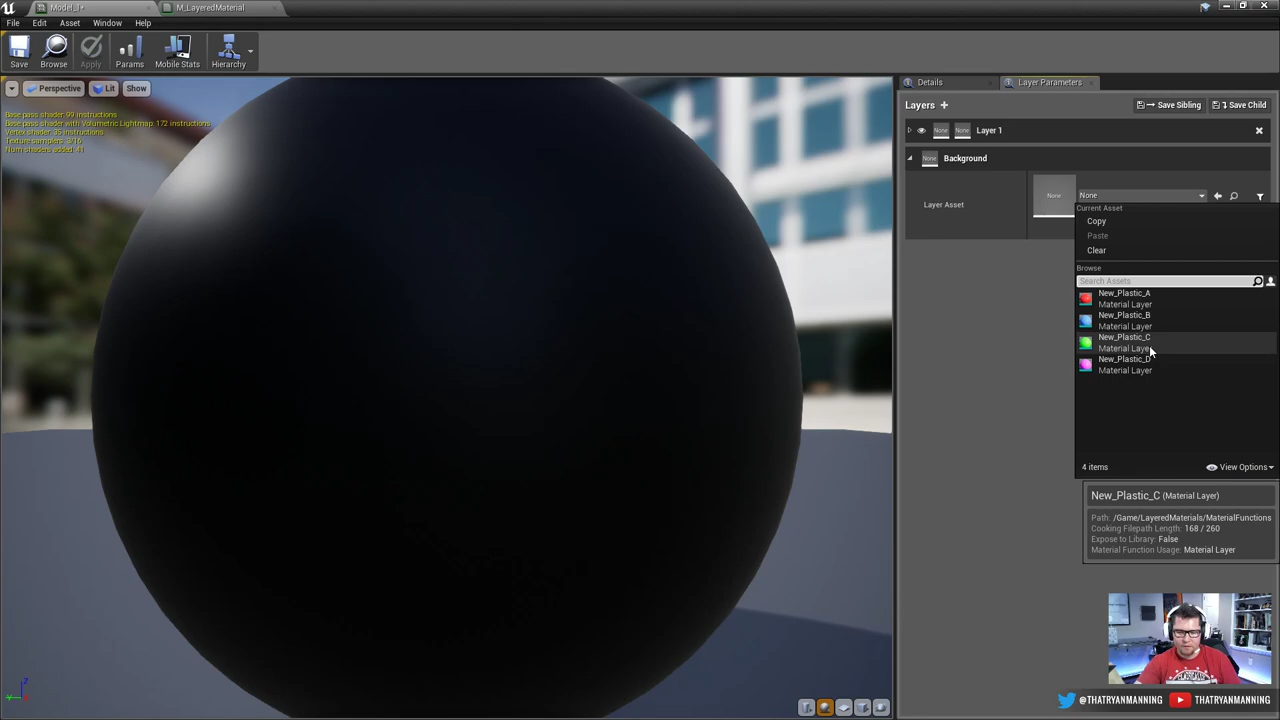 Model_1*
M_LayeredMaterial
File
Edit
Asset
Window
Help
Save
Browse
Apply
Params
Mobile Stats
Hierarchy
Perspective
Lit
Show
Base pass shader: 99 instructions
Base pass shader with Volumetric Lightmap: 172 instructions
Vertex shader: 35 instructions
Texture samplers: 3/16
Num shaders added: 41
Details
Layer Parameters
Layers
Save Sibling
Save Child
None
None
Layer 1
None
Background
Layer Asset
None
None
Current Asset
Copy
Paste
Clear
Browse
Search Assets
New_Plastic_A
Material Layer
New_Plastic_B
Material Layer
New_Plastic_C
Material Layer
New_Plastic_D
Material Layer
4 items
View Options
New_Plastic_C (Material Layer)
Path: /Game/LayeredMaterials/MaterialFunctions
Cooking Filepath Length: 168 / 260
Expose to Library: False
Material Function Usage: Material Layer
@THATRYANMANNING
THATRYANMANNING